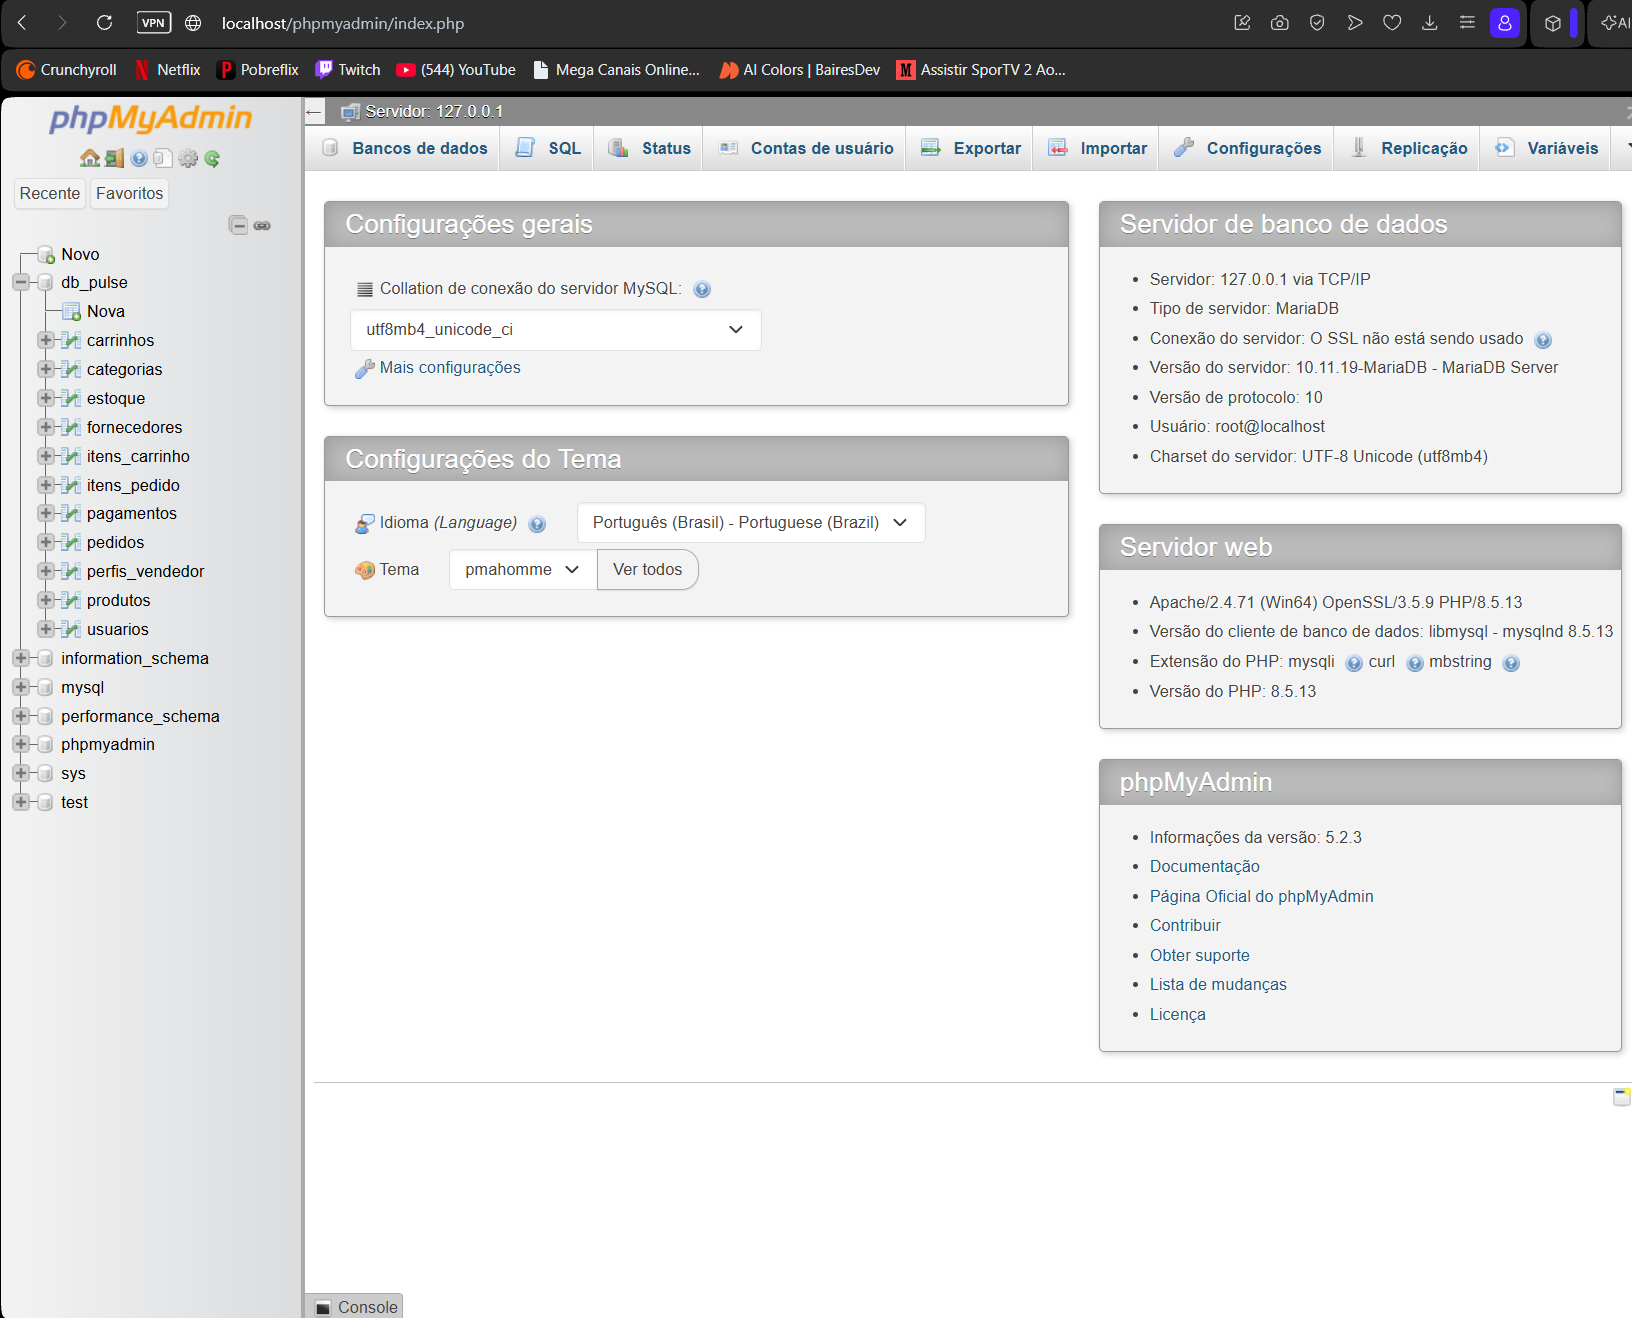 VPN
localhost/phpmyadmin/index.php
AI
Crunchyroll
Netflix
Pobreflix
Twitch
(544) YouTube
Mega Canais Online...
AI Colors | BairesDev
Assistir SporTV 2 Ao...
phpMyAdmin
Recente
Favoritos
Novo
db_pulse
Nova
carrinhos
categorias
estoque
fornecedores
itens_carrinho
itens_pedido
pagamentos
pedidos
perfis_vendedor
produtos
usuarios
information_schema
mysql
performance_schema
phpmyadmin
sys
test
Servidor: 127.0.0.1
Bancos de dados
SQL
Status
Contas de usuário
Exportar
Importar
Configurações
Replicação
Variáveis
Configurações gerais
Collation de conexão do servidor MySQL:
utf8mb4_unicode_ci
Mais configurações
Configurações do Tema
Idioma (Language)
Português (Brasil) - Portuguese (Brazil)
Tema
pmahomme
Ver todos
Servidor de banco de dados
Servidor: 127.0.0.1 via TCP/IP
Tipo de servidor: MariaDB
Conexão do servidor: O SSL não está sendo usado
Versão do servidor: 10.11.19-MariaDB - MariaDB Server
Versão de protocolo: 10
Usuário: root@localhost
Charset do servidor: UTF-8 Unicode (utf8mb4)
Servidor web
Apache/2.4.71 (Win64) OpenSSL/3.5.9 PHP/8.5.13
Versão do cliente de banco de dados: libmysql - mysqlnd 8.5.13
Extensão do PHP: mysqli curl mbstring
Versão do PHP: 8.5.13
phpMyAdmin
Informações da versão: 5.2.3
Documentação
Página Oficial do phpMyAdmin
Contribuir
Obter suporte
Lista de mudanças
Licença
Console